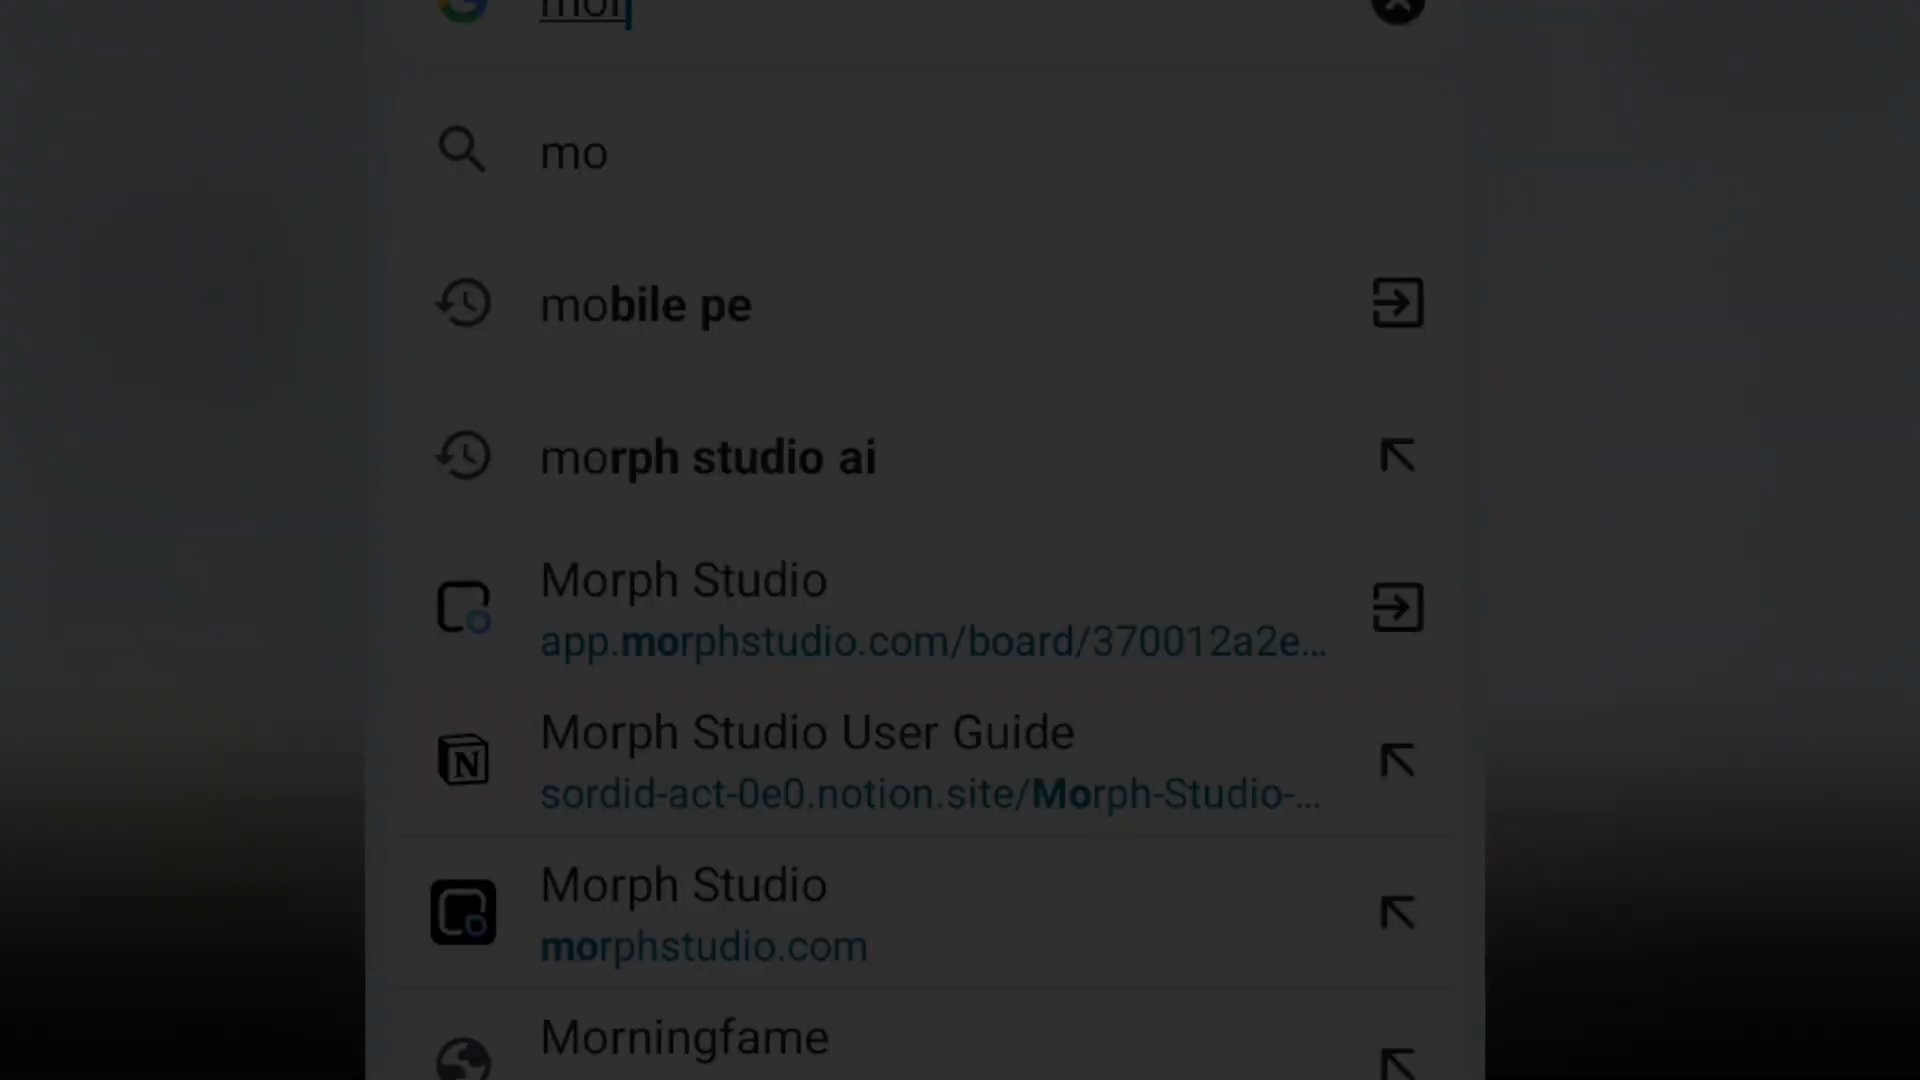 mor
mo
mobile pe
morph studio ai
Morph Studio
app.morphstudio.com/board/370012a2e...
Morph Studio User Guide
sordid-act-0e0.notion.site/Morph-Studio-...
Morph Studio
morphstudio.com
Morningfame